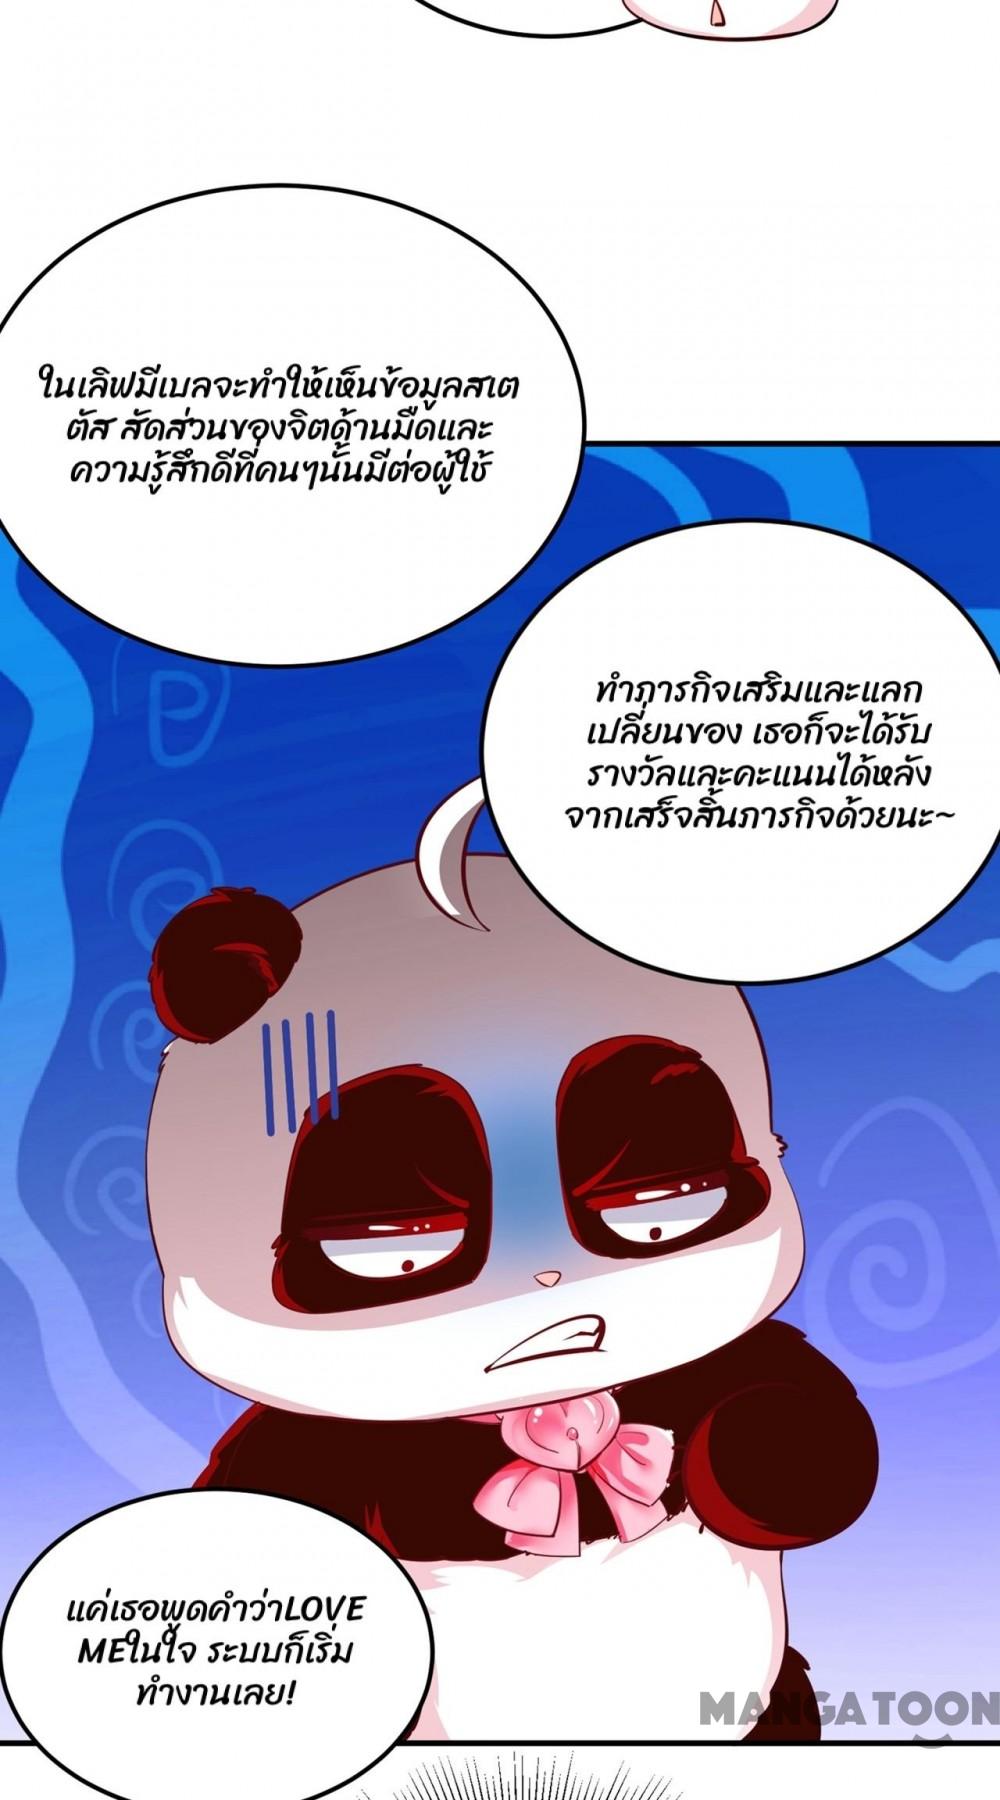 ในเลิฟมีเบลจะทำให้เห็นข้อมูลสเต
ตัส สัดส่วนของจิตด้านมืดและ
ความรู้สึกดีที่คนๆนั้นมีต่อผู้ใช้
ทำภารกิจเสริมและแลก
เปลี่ยนของ เธอก็จะได้รับ
รางวัลและคะแนนได้หลัง
จากเสร็จสิ้นภารกิจด้วยนะ~
แค่เธอพูดคำว่าLOVE
MEในใจ ระบบก็เริ่ม
ทำงานเลย!
MANGATOON